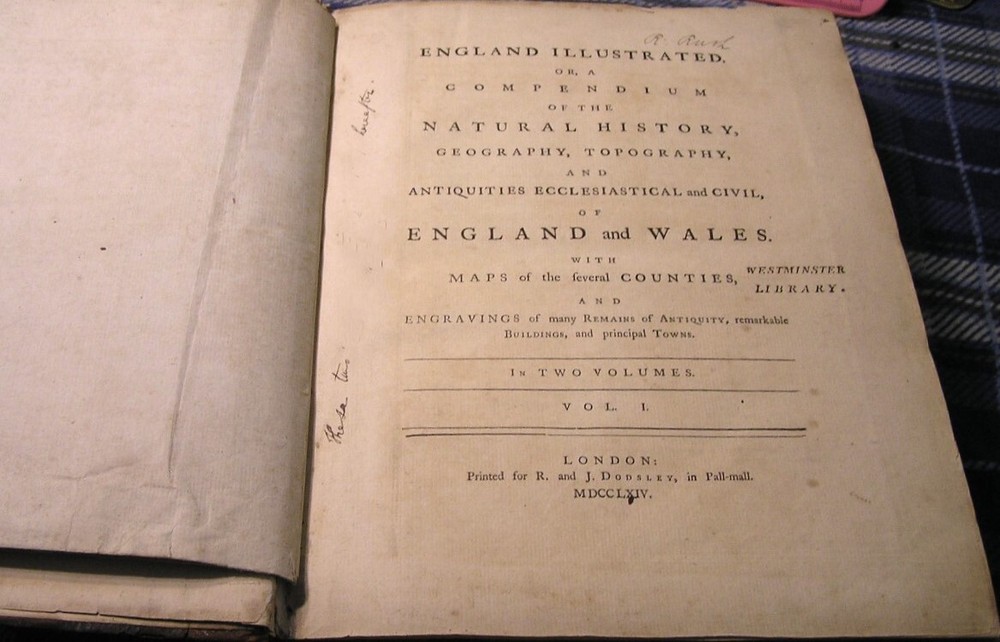 R. Rush
ENGLAND ILLUSTRATED,
OR, A
COMPENDIUM
OF THE
NATURAL HISTORY,
GEOGRAPHY, TOPOGRAPHY,
AND
ANTIQUITIES ECCLESIASTICAL and CIVIL,
OF
ENGLAND and WALES.
WITH
MAPS of the ſeveral COUNTIES,
WESTMINSTER
LIBRARY.
AND
ENGRAVINGS of many REMAINS of ANTIQUITY, remarkable
BUILDINGS, and principal TOWNS.
IN TWO VOLUMES.
VOL. I.
LONDON:
Printed for R. and J. DODSLEY, in Pall-mall.
MDCCLXIV.